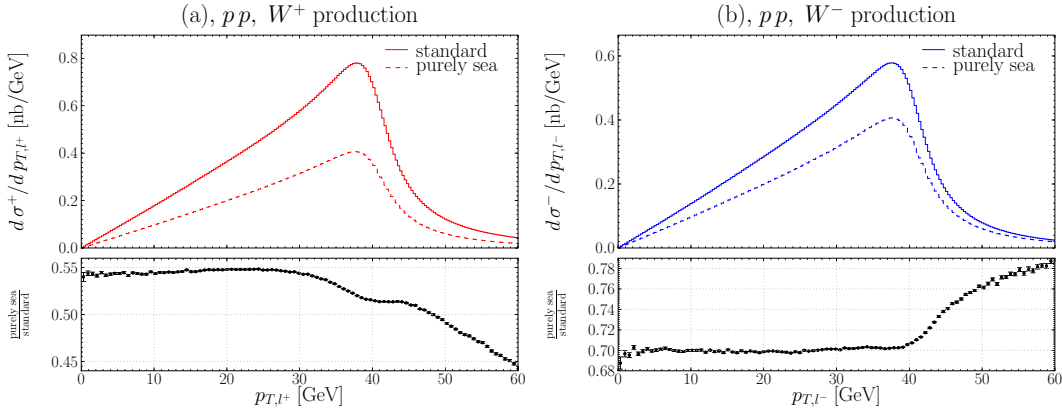 (a), p p, W⁺ production
standard
purely sea
dσ⁺/dp_{T,l⁺} [nb/GeV]
0.8
0.6
0.4
0.2
0.0
purely sea
standard
0.55
0.50
0.45
0 10 20 30 40 50 60
p_{T,l⁺} [GeV]
(b), p p, W⁻ production
standard
purely sea
dσ⁻/dp_{T,l⁻} [nb/GeV]
0.6
0.4
0.2
0.0
purely sea
standard
0.78
0.76
0.74
0.72
0.70
0.68
0 10 20 30 40 50 60
p_{T,l⁻} [GeV]